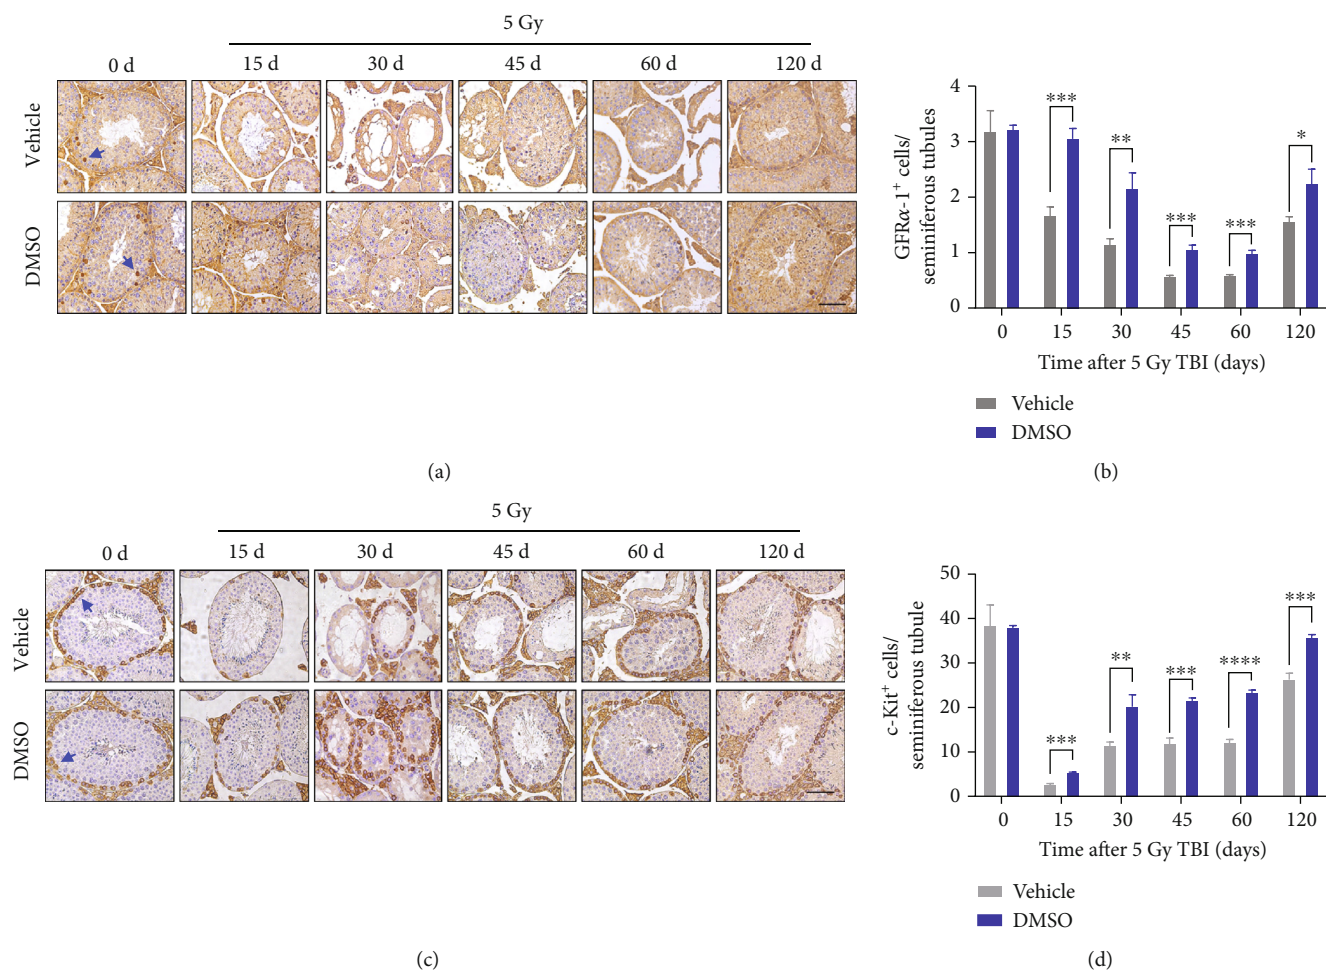 5 Gy
0 d 15 d 30 d 45 d 60 d 120 d
Vehicle
DMSO
(a)
GFRα-1⁺ cells/
seminiferous tubules
4
3
2
1
0
***
**
***
***
*
0 15 30 45 60 120
Time after 5 Gy TBI (days)
Vehicle
DMSO
(b)
5 Gy
0 d 15 d 30 d 45 d 60 d 120 d
Vehicle
DMSO
(c)
c-Kit⁺ cells/
seminiferous tubule
50
40
30
20
10
0
***
**
***
****
***
0 15 30 45 60 120
Time after 5 Gy TBI (days)
Vehicle
DMSO
(d)